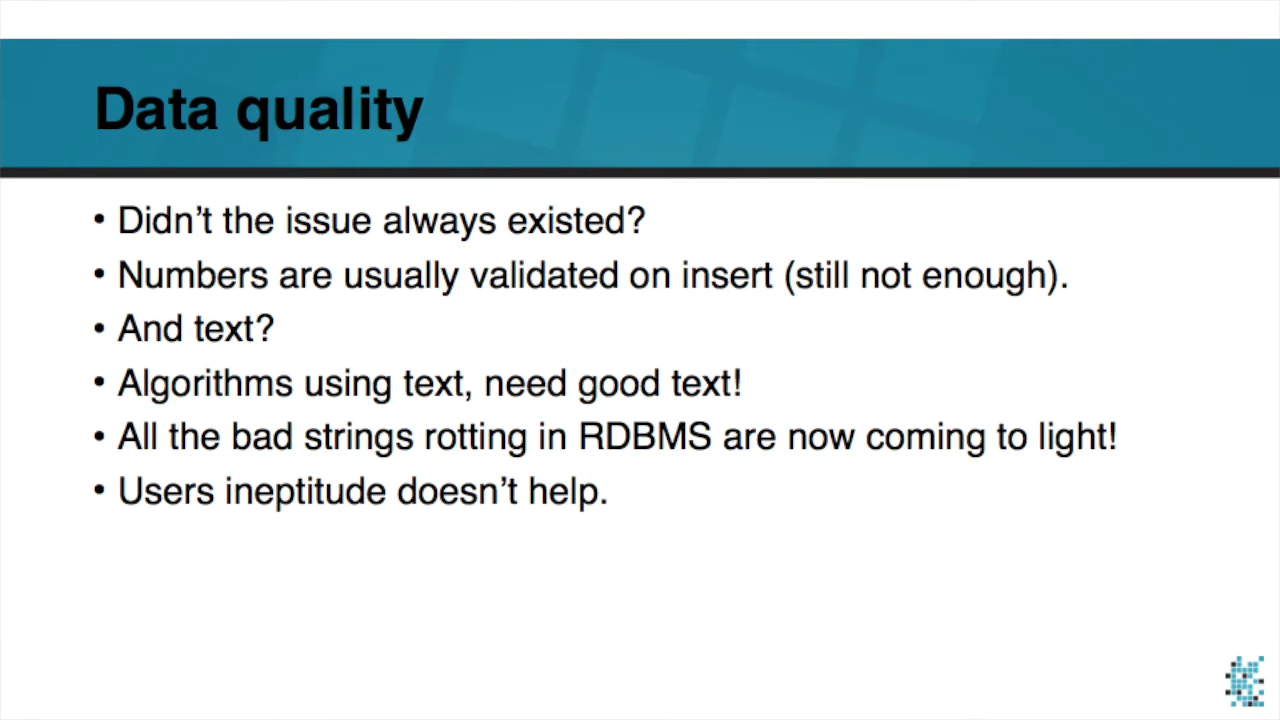 Data quality
• Didn’t the issue always existed?
• Numbers are usually validated on insert (still not enough).
• And text?
• Algorithms using text, need good text!
• All the bad strings rotting in RDBMS are now coming to light!
• Users ineptitude doesn’t help.